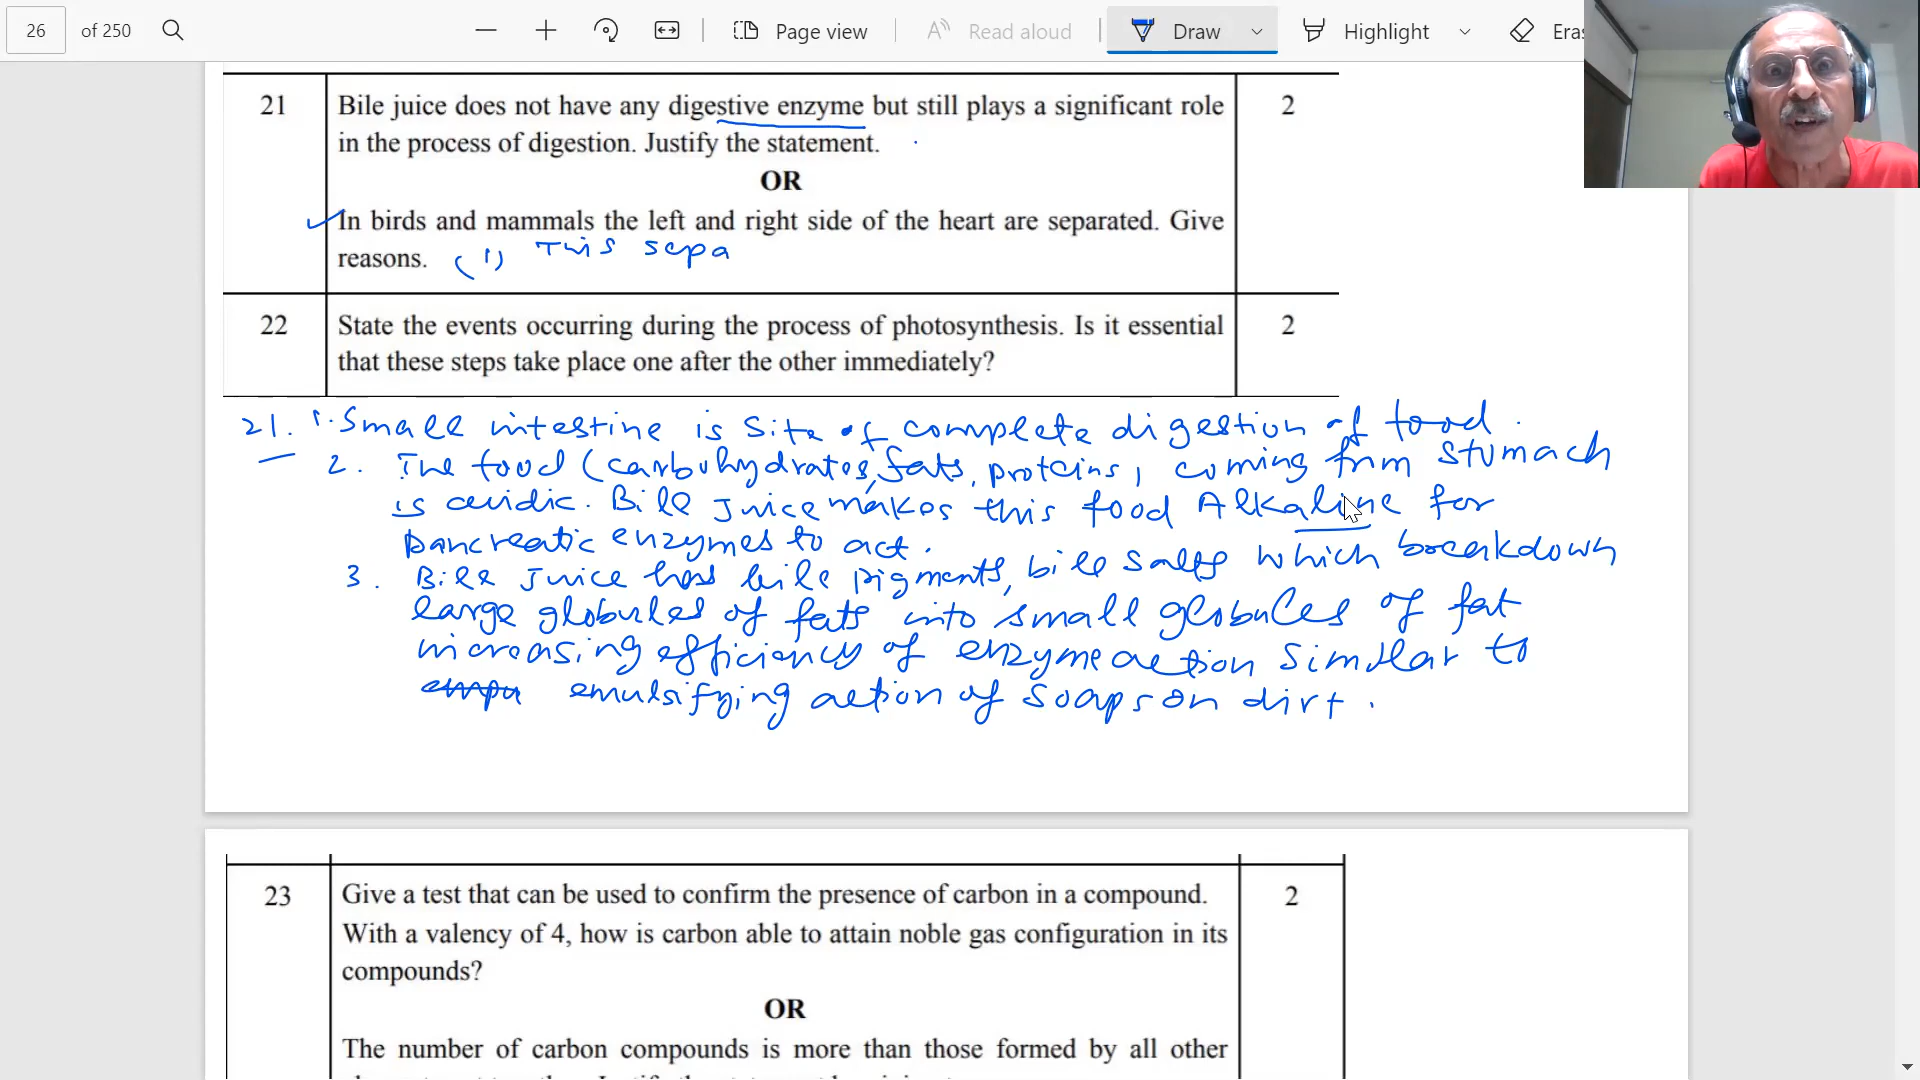 26 of 250 Page view Read aloud Draw Highlight Eras
21 Bile juice does not have any digestive enzyme but still plays a significant role 2
in the process of digestion. Justify the statement.
OR
In birds and mammals the left and right side of the heart are separated. Give
reasons. (1) This sepa
22 State the events occurring during the process of photosynthesis. Is it essential 2
that these steps take place one after the other immediately?
21. 1. Small intestine is site of complete digestion of food.
2. The food (carbohydrates, fats, proteins) coming from stomach
is acidic. Bile Juice makes this food Alkaline for
pancreatic enzymes to act.
3. Bile Juice has bile pigments, bile salts which breakdown
large globules of fats into small globules of fat
increasing efficiency of enzyme action similar to
emulsifying action of soaps on dirt.
23 Give a test that can be used to confirm the presence of carbon in a compound. 2
With a valency of 4, how is carbon able to attain noble gas configuration in its
compounds?
OR
The number of carbon compounds is more than those formed by all other